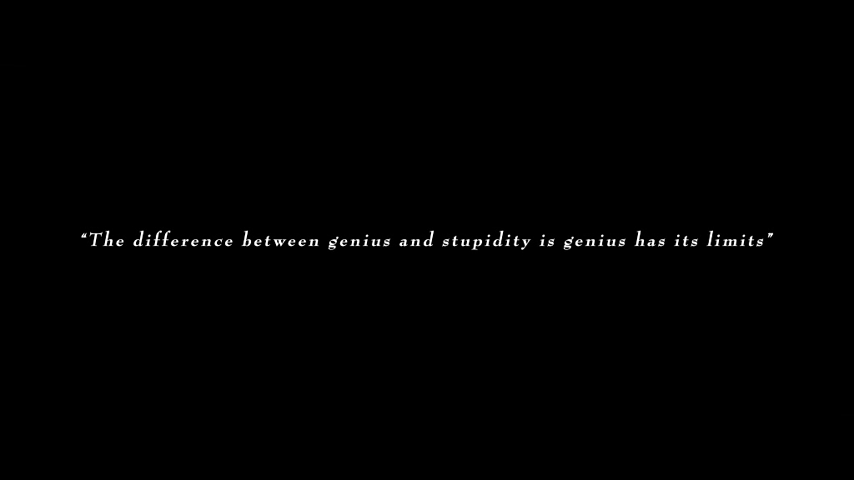 “The difference between genius and stupidity is genius has its limits”